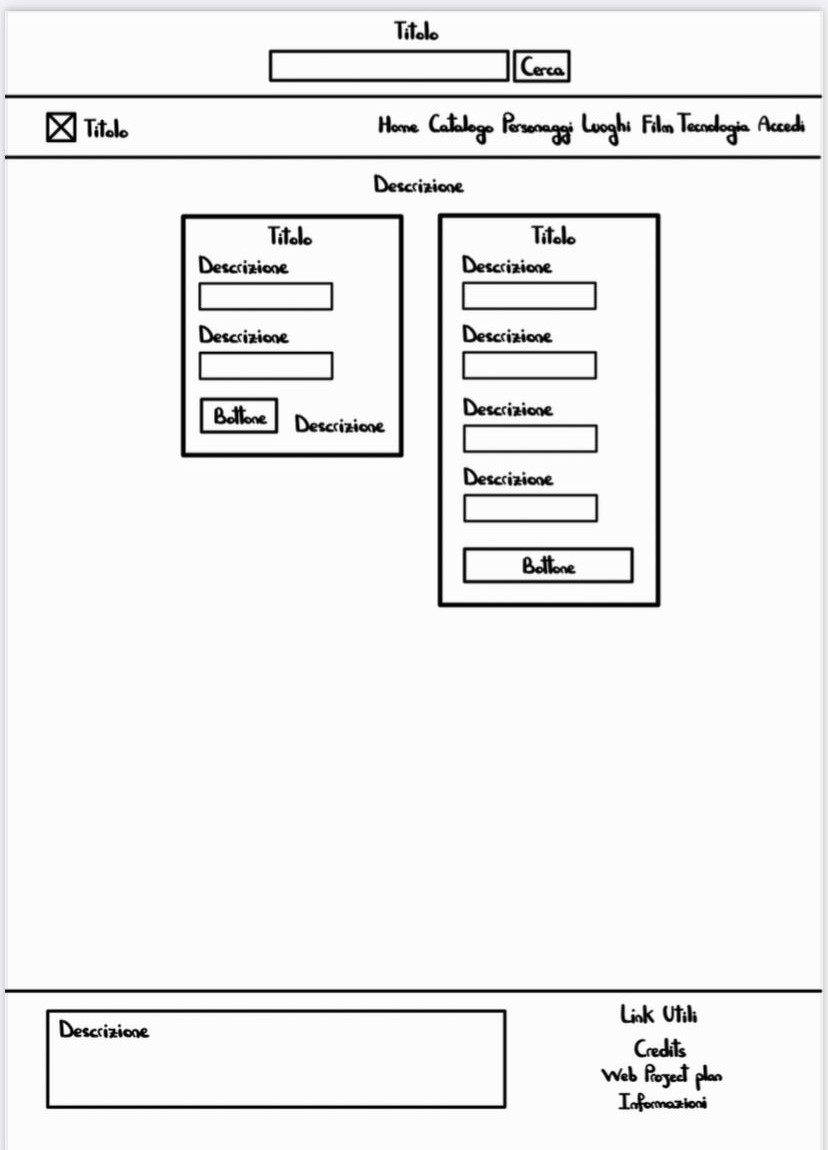 Titolo
Cerca
Titolo
Home Catalogo Personaggi Luoghi Film Tecnologia Accedi
Descrizione
Titolo
Descrizione
Descrizione
Bottone
Descrizione
Titolo
Descrizione
Descrizione
Descrizione
Descrizione
Bottone
Descrizione
Link Utili
Credits
Web Project plan
Informazioni